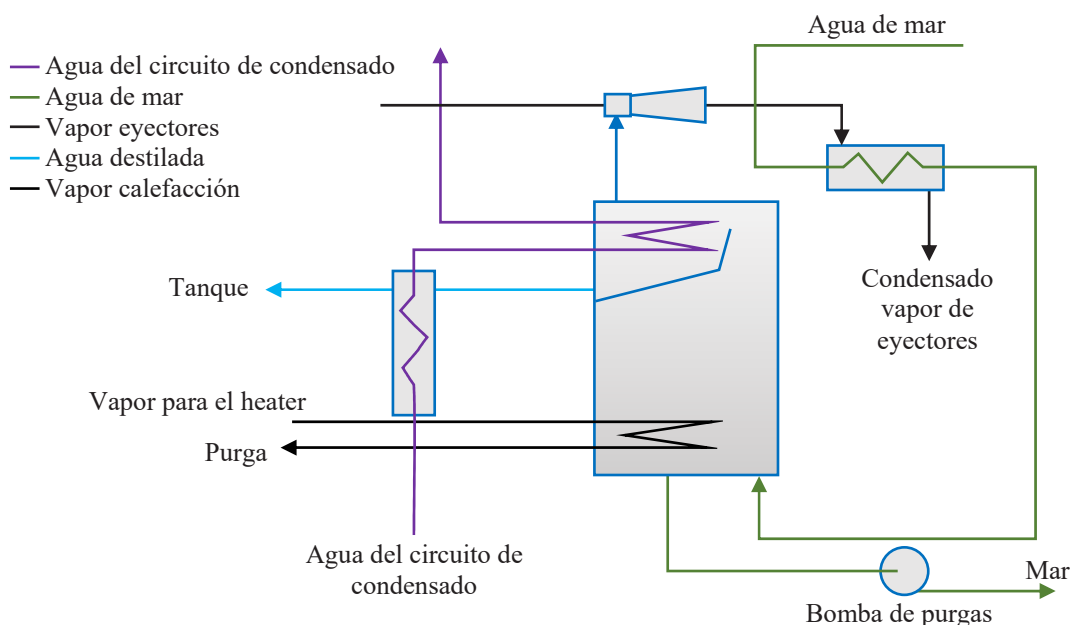 Agua de mar
Agua del circuito de condensado
Agua de mar
Vapor eyectores
Agua destilada
Vapor calefacción
Tanque
Condensado
vapor de
eyectores
Vapor para el heater
Purga
Agua del circuito de
condensado
Mar
Bomba de purgas